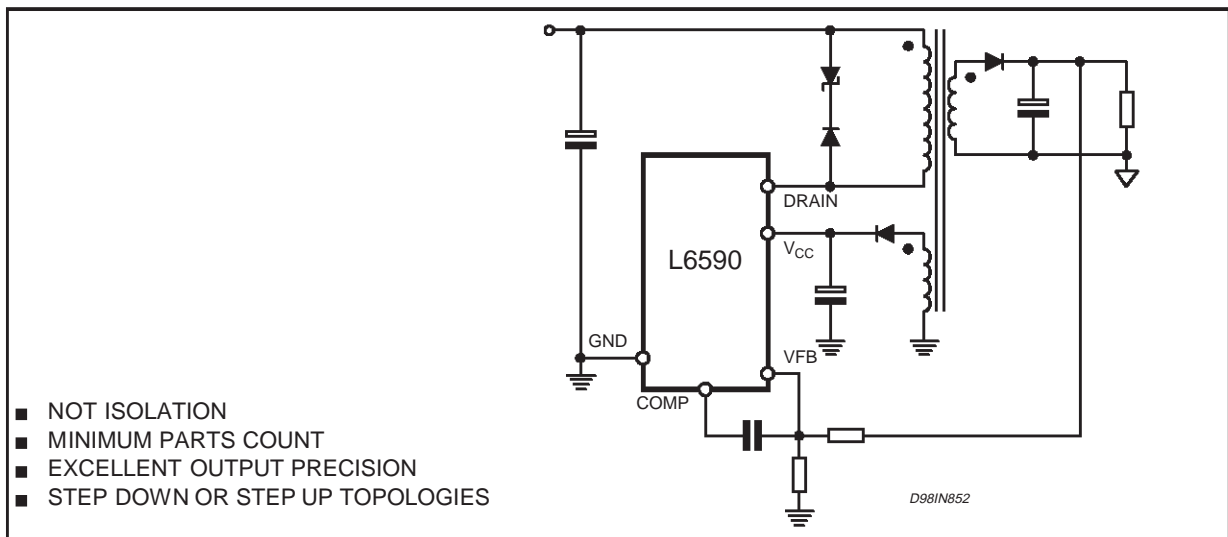 DRAIN
V_CC
L6590
GND
VFB
COMP
■ NOT ISOLATION
■ MINIMUM PARTS COUNT
■ EXCELLENT OUTPUT PRECISION
■ STEP DOWN OR STEP UP TOPOLOGIES
D98IN852